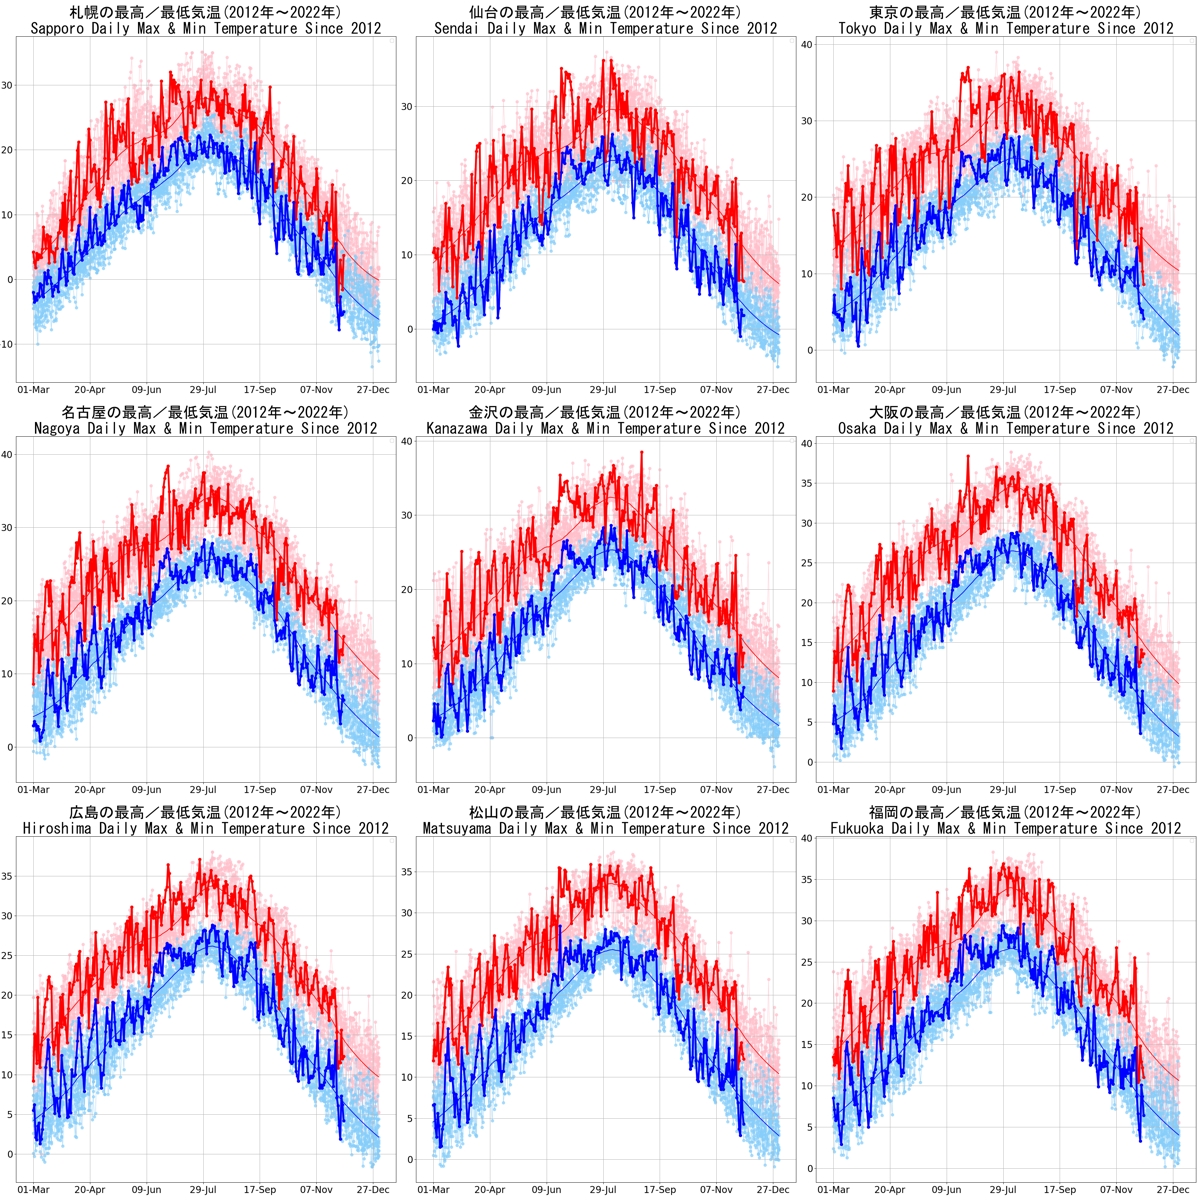 札幌の最高／最低気温(2012年～2022年)
Sapporo Daily Max & Min Temperature Since 2012
30
20
10
0
-10
01-Mar 20-Apr 09-Jun 29-Jul 17-Sep 07-Nov 27-Dec
仙台の最高／最低気温(2012年～2022年)
Sendai Daily Max & Min Temperature Since 2012
30
20
10
0
01-Mar 20-Apr 09-Jun 29-Jul 17-Sep 07-Nov 27-Dec
東京の最高／最低気温(2012年～2022年)
Tokyo Daily Max & Min Temperature Since 2012
40
30
20
10
0
01-Mar 20-Apr 09-Jun 29-Jul 17-Sep 07-Nov 27-Dec
名古屋の最高／最低気温(2012年～2022年)
Nagoya Daily Max & Min Temperature Since 2012
40
30
20
10
0
01-Mar 20-Apr 09-Jun 29-Jul 17-Sep 07-Nov 27-Dec
金沢の最高／最低気温(2012年～2022年)
Kanazawa Daily Max & Min Temperature Since 2012
40
30
20
10
0
01-Mar 20-Apr 09-Jun 29-Jul 17-Sep 07-Nov 27-Dec
大阪の最高／最低気温(2012年～2022年)
Osaka Daily Max & Min Temperature Since 2012
40
35
30
25
20
15
10
5
0
01-Mar 20-Apr 09-Jun 29-Jul 17-Sep 07-Nov 27-Dec
広島の最高／最低気温(2012年～2022年)
Hiroshima Daily Max & Min Temperature Since 2012
35
30
25
20
15
10
5
0
01-Mar 20-Apr 09-Jun 29-Jul 17-Sep 07-Nov 27-Dec
松山の最高／最低気温(2012年～2022年)
Matsuyama Daily Max & Min Temperature Since 2012
35
30
25
20
15
10
5
0
01-Mar 20-Apr 09-Jun 29-Jul 17-Sep 07-Nov 27-Dec
福岡の最高／最低気温(2012年～2022年)
Fukuoka Daily Max & Min Temperature Since 2012
40
35
30
25
20
15
10
5
0
01-Mar 20-Apr 09-Jun 29-Jul 17-Sep 07-Nov 27-Dec